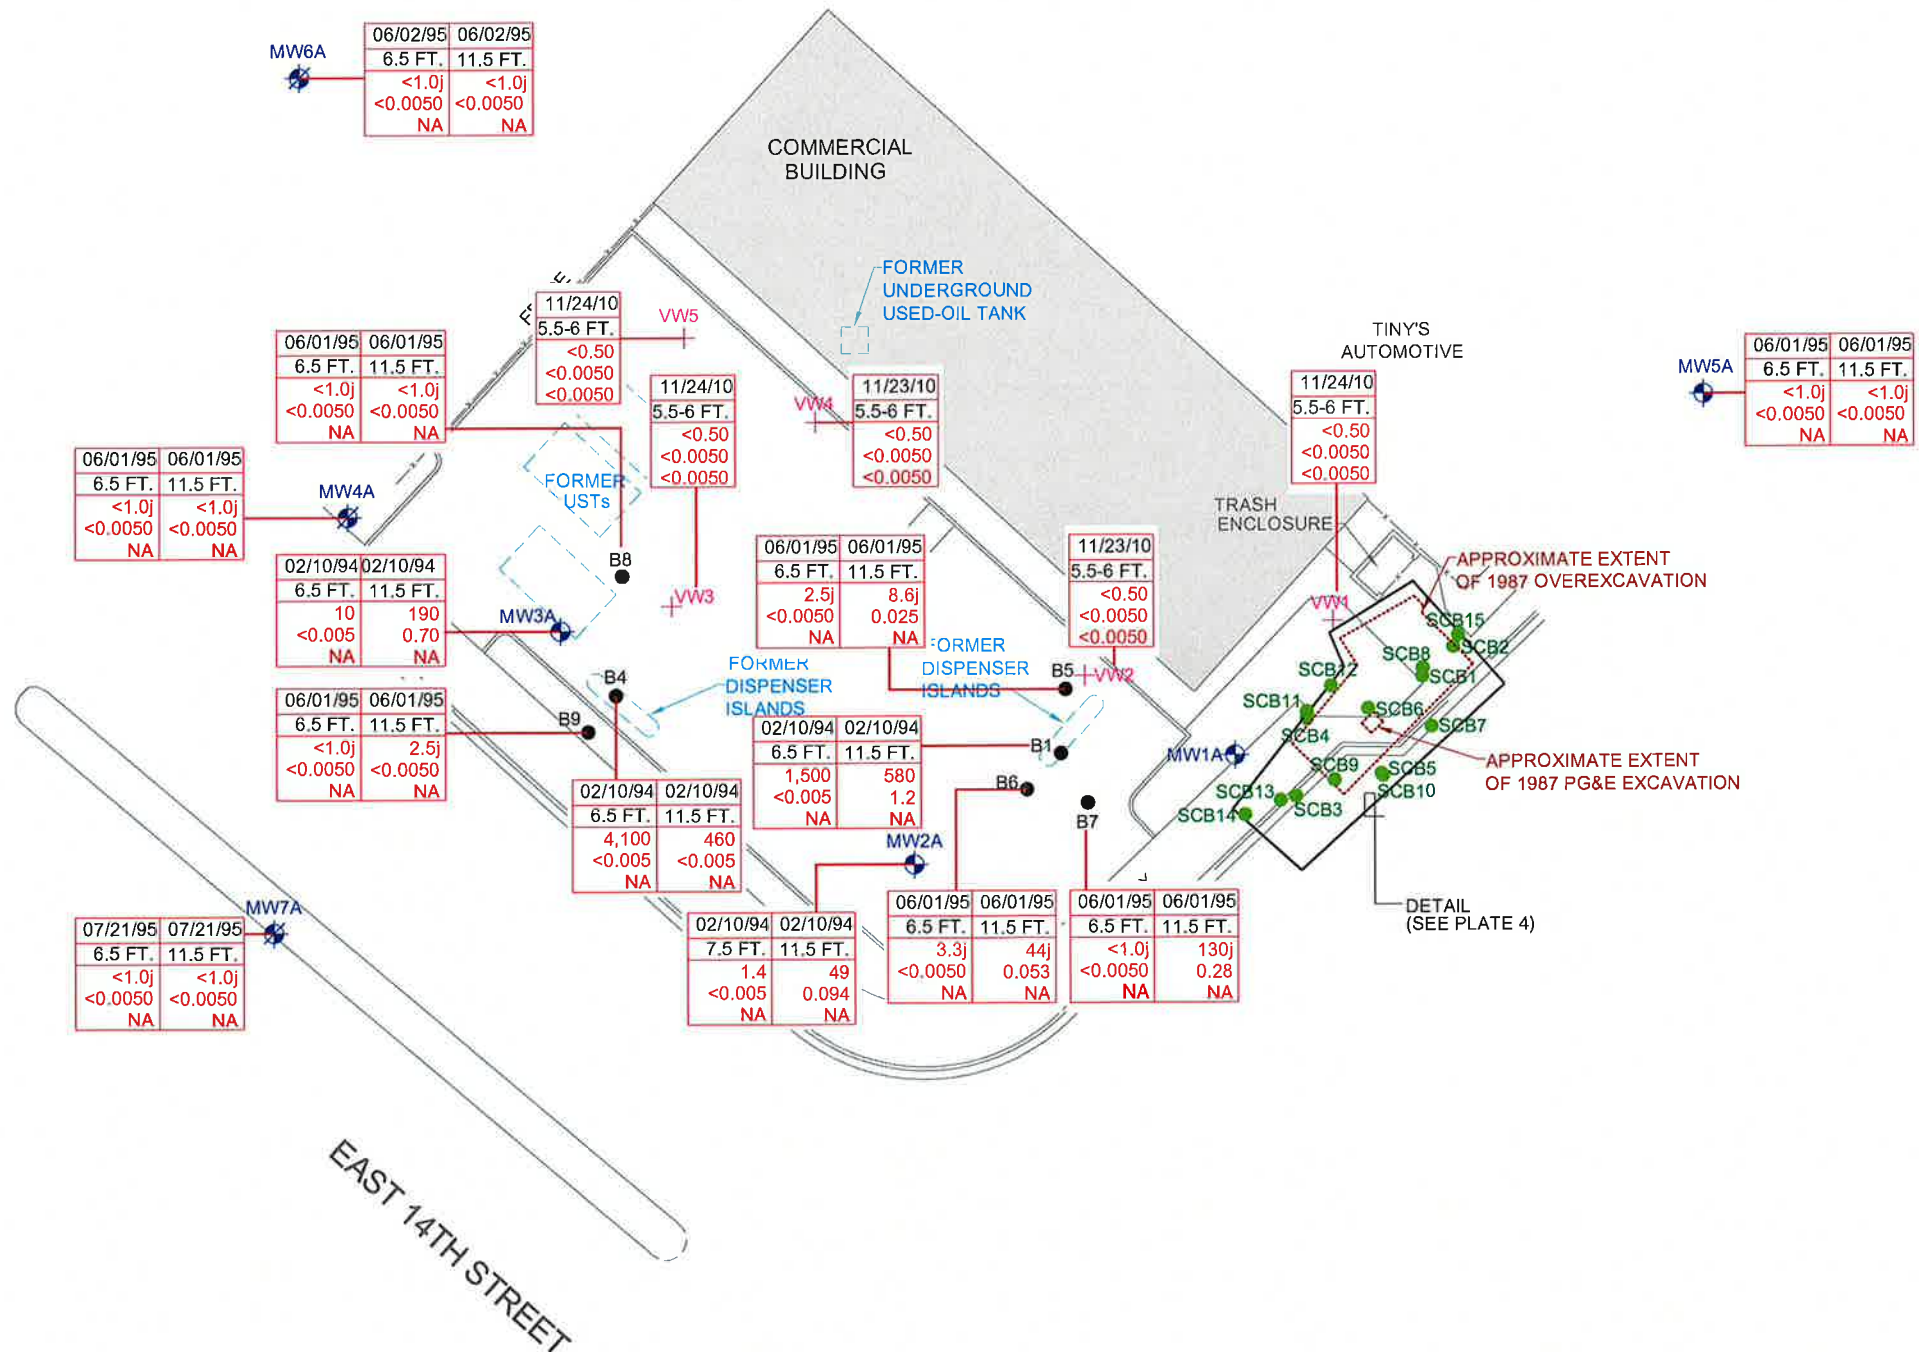 MW6A
06/02/95 06/02/95
6.5 FT. 11.5 FT.
<1.0j <1.0j
<0.0050 <0.0050
NA NA
COMMERCIAL
BUILDING
FORMER
UNDERGROUND
USED-OIL TANK
11/24/10
5.5-6 FT.
<0.50
<0.0050
<0.0050
VW5
06/01/95 06/01/95
6.5 FT. 11.5 FT.
<1.0j <1.0j
<0.0050 <0.0050
NA NA
11/24/10
5.5-6 FT.
<0.50
<0.0050
<0.0050
VW4
11/23/10
5.5-6 FT.
<0.50
<0.0050
<0.0050
TINY'S
AUTOMOTIVE
11/24/10
5.5-6 FT.
<0.50
<0.0050
<0.0050
MW5A
06/01/95 06/01/95
6.5 FT. 11.5 FT.
<1.0j <1.0j
<0.0050 <0.0050
NA NA
06/01/95 06/01/95
6.5 FT. 11.5 FT.
<1.0j <1.0j
<0.0050 <0.0050
NA NA
MW4A
FORMER
USTs
TRASH
ENCLOSURE
B8
VW3
02/10/94 02/10/94
6.5 FT. 11.5 FT.
10 190
<0.005 0.70
NA NA
MW3A
06/01/95 06/01/95
6.5 FT. 11.5 FT.
2.5j 8.6j
<0.0050 0.025
NA NA
11/23/10
5.5-6 FT.
<0.50
<0.0050
<0.0050
APPROXIMATE EXTENT
OF 1987 OVEREXCAVATION
VW1
SCB15
SCB2
SCB8
SCB1
SCB12
SCB11
SCB6
SCB7
SCB4
FORMER
DISPENSER
ISLANDS
FORMER
DISPENSER
ISLANDS
B5
VW2
B4
B9
06/01/95 06/01/95
6.5 FT. 11.5 FT.
<1.0j 2.5j
<0.0050 <0.0050
NA NA
02/10/94 02/10/94
6.5 FT. 11.5 FT.
1,500 580
<0.005 1.2
NA NA
B1
MW1A
APPROXIMATE EXTENT
OF 1987 PG&E EXCAVATION
SCB9
SCB5
SCB10
SCB13
SCB3
SCB14
B6
B7
02/10/94 02/10/94
6.5 FT. 11.5 FT.
4,100 460
<0.005 <0.005
NA NA
MW2A
02/10/94 02/10/94
7.5 FT. 11.5 FT.
1.4 49
<0.005 0.094
NA NA
06/01/95 06/01/95
6.5 FT. 11.5 FT.
3.3j 44j
<0.0050 0.053
NA NA
06/01/95 06/01/95
6.5 FT. 11.5 FT.
<1.0j 130j
<0.0050 0.28
NA NA
DETAIL
(SEE PLATE 4)
MW7A
07/21/95 07/21/95
6.5 FT. 11.5 FT.
<1.0j <1.0j
<0.0050 <0.0050
NA NA
EAST 14TH STREET